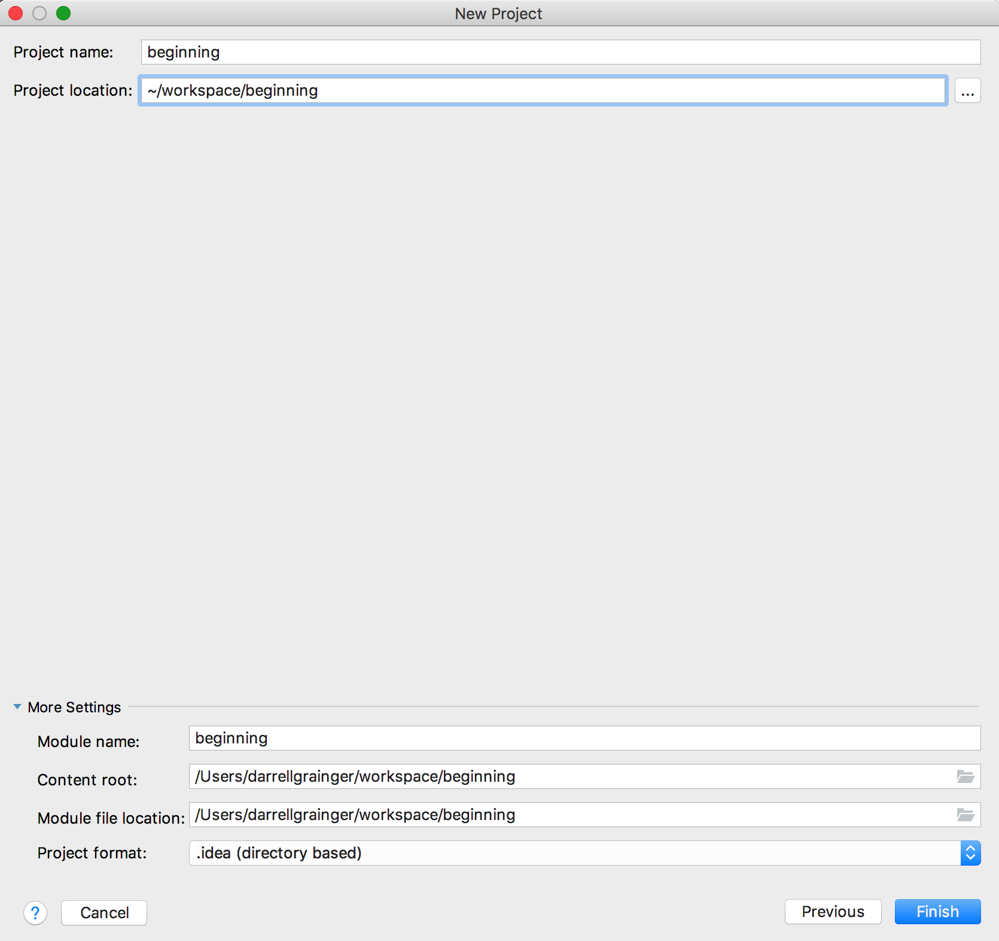 New Project
Project name: beginning
Project location: ~/workspace/beginning ...
More Settings
Module name: beginning
Content root: /Users/darrellgrainger/workspace/beginning
Module file location: /Users/darrellgrainger/workspace/beginning
Project format: .idea (directory based)
? Cancel Previous Finish